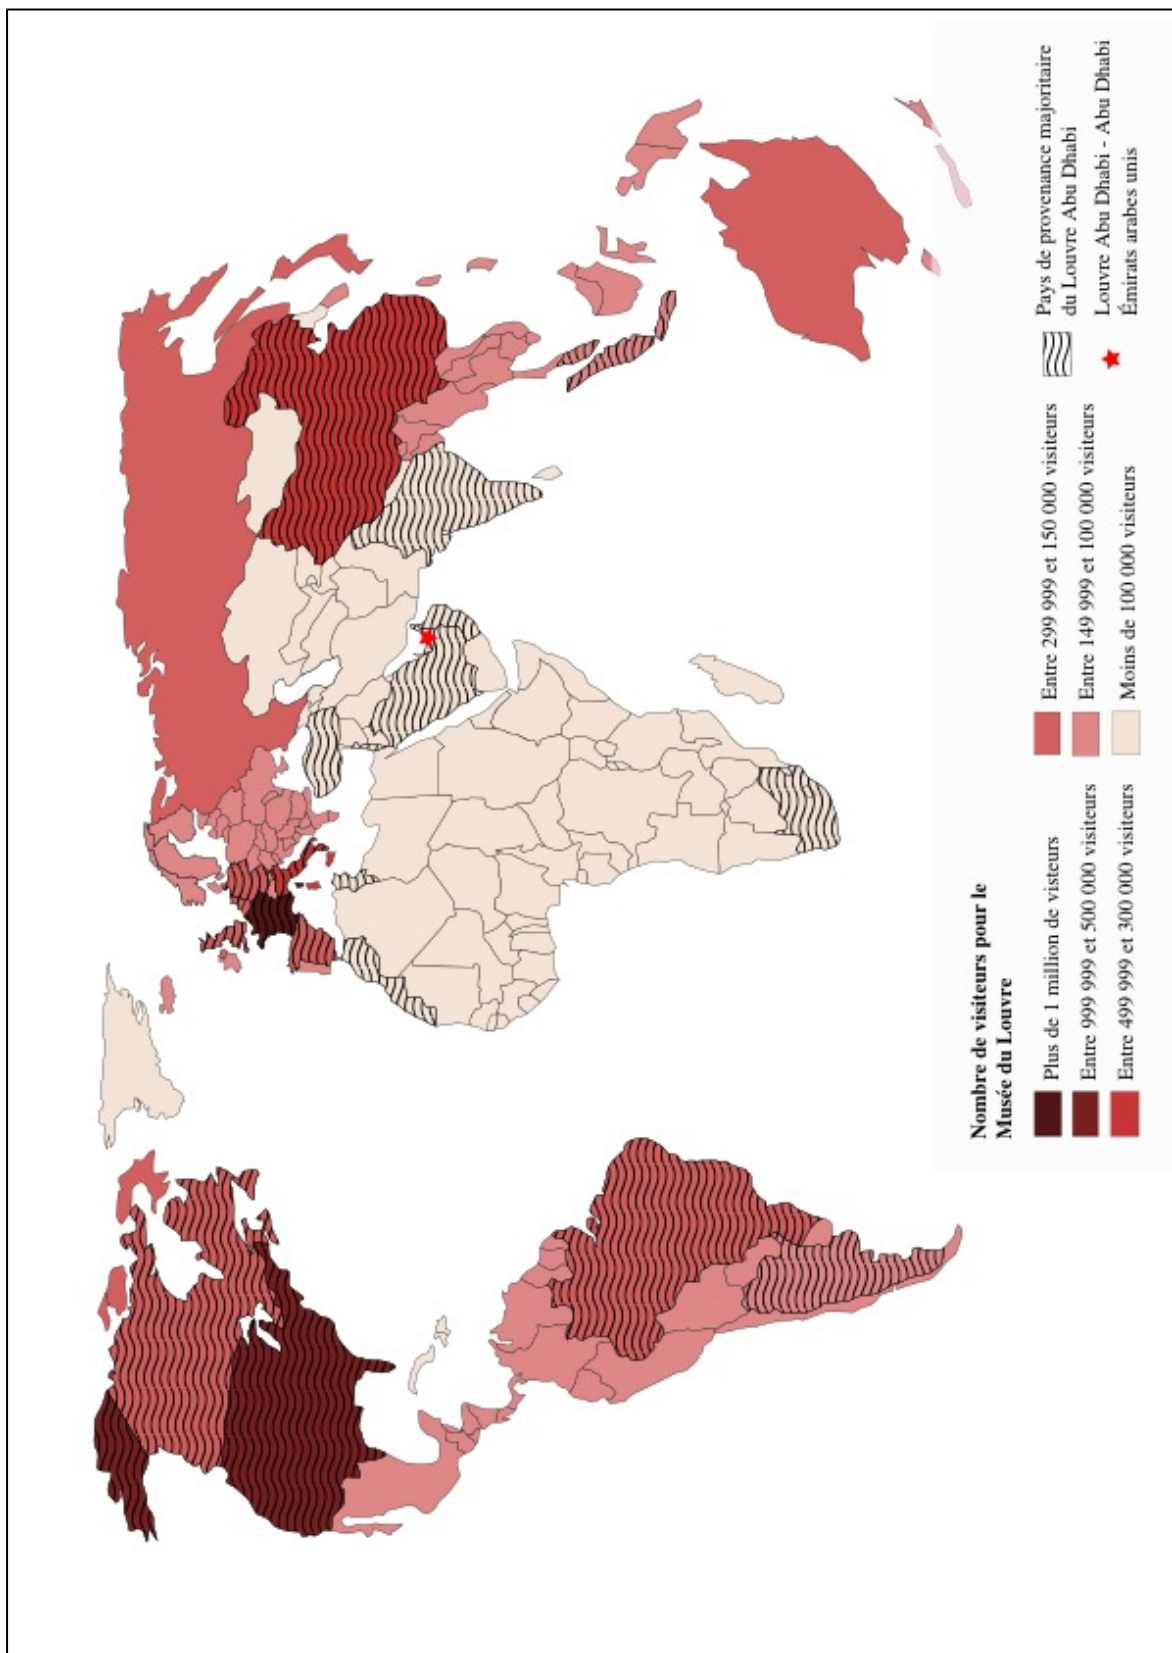 Nombre de visiteurs pour le
Musée du Louvre
Plus de 1 million de visteurs
Entre 999 999 et 500 000 visiteurs
Entre 499 999 et 300 000 visiteurs
Entre 299 999 et 150 000 visiteurs
Entre 149 999 et 100 000 visiteurs
Moins de 100 000 visiteurs
Pays de provenance majoritaire
du Louvre Abu Dhabi
Louvre Abu Dhabi - Abu Dhabi
Émirats arabes unis